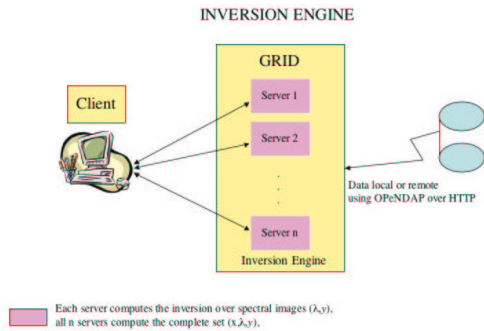 INVERSION ENGINE
GRID
Client
Server 1
Server 2
.
.
.
Server n
Inversion Engine
Data local or remote
using OPeNDAP over HTTP
Each server computes the inversion over spectral images (λ,y),
all n servers compute the complete set (x,λ,y),